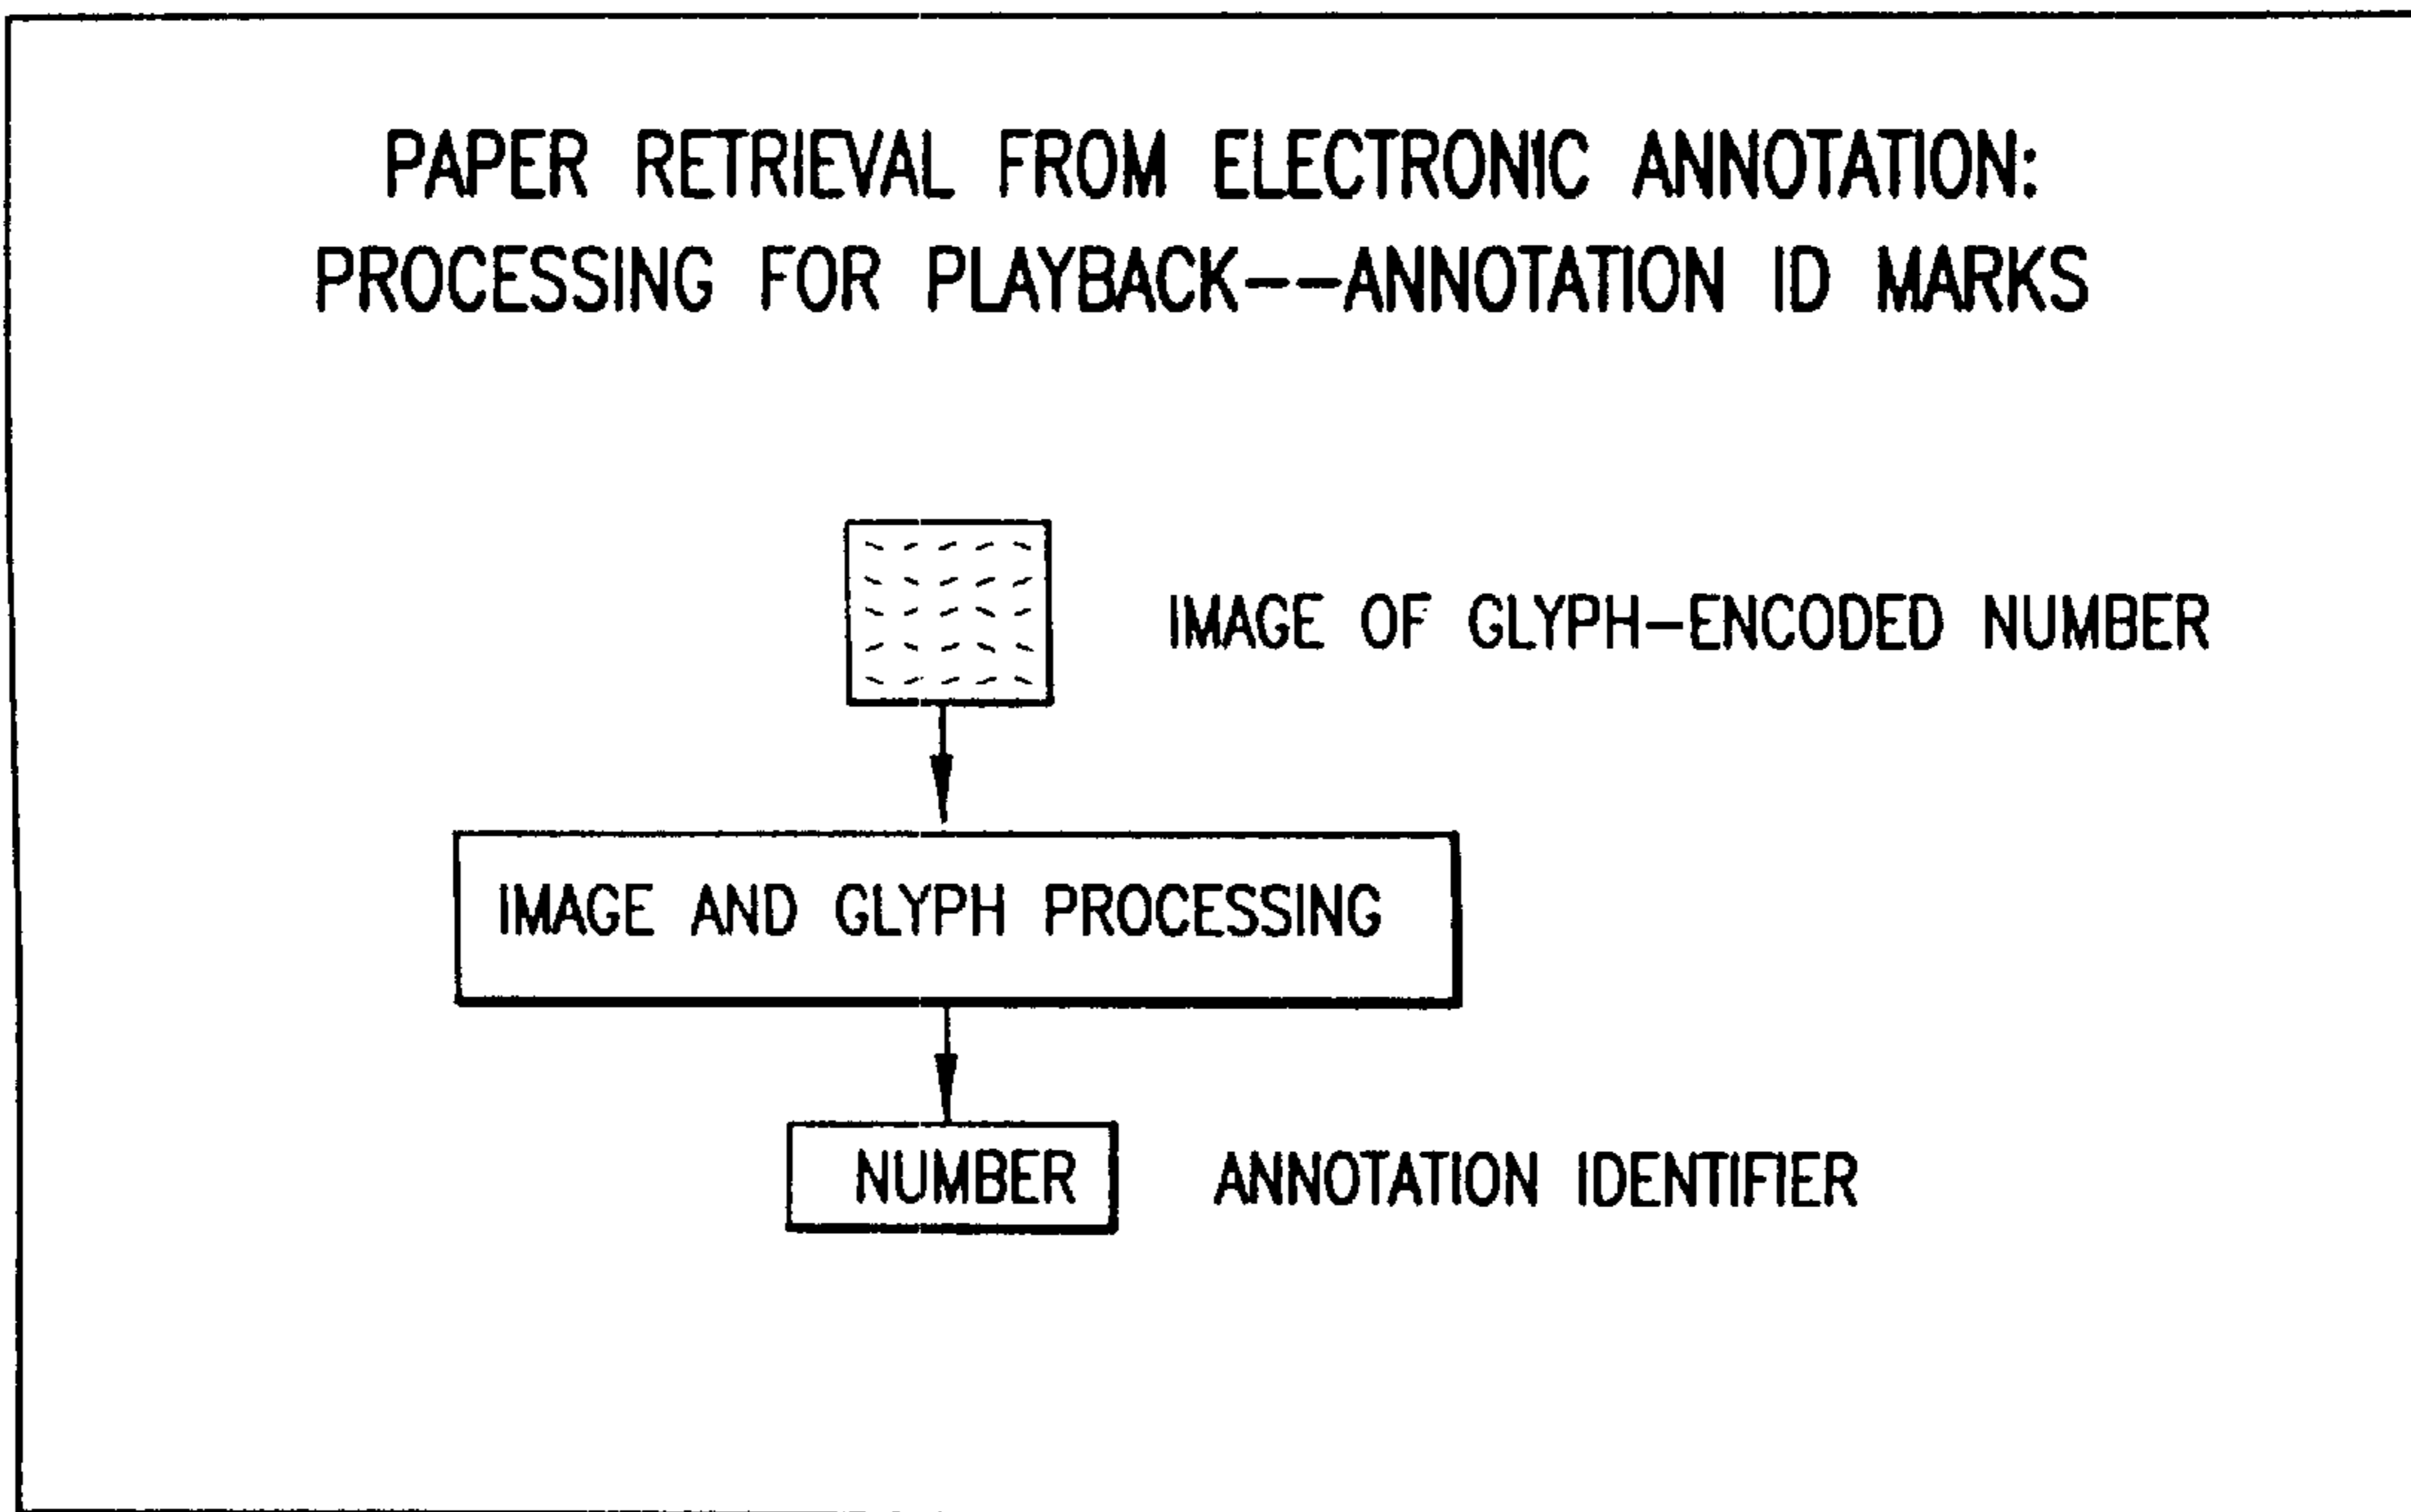 PAPER RETRIEVAL FROM ELECTRONIC ANNOTATION:
PROCESSING FOR PLAYBACK--ANNOTATION ID MARKS
IMAGE OF GLYPH-ENCODED NUMBER
IMAGE AND GLYPH PROCESSING
NUMBER
ANNOTATION IDENTIFIER